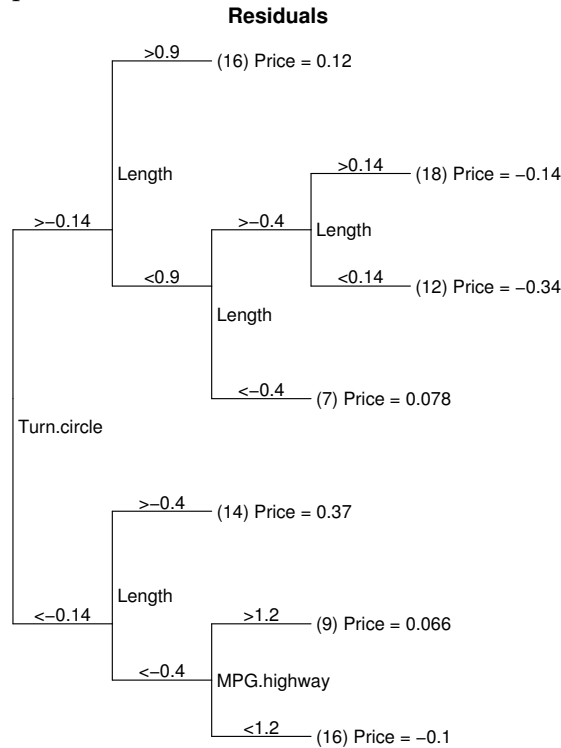 Residuals
>0.9
(16) Price = 0.12
Length
>0.14
(18) Price = −0.14
>−0.14
>−0.4
Length
<0.9
<0.14
(12) Price = −0.34
Length
<−0.4
(7) Price = 0.078
Turn.circle
>−0.4
(14) Price = 0.37
Length
<−0.14
>1.2
(9) Price = 0.066
<−0.4
MPG.highway
<1.2
(16) Price = −0.1